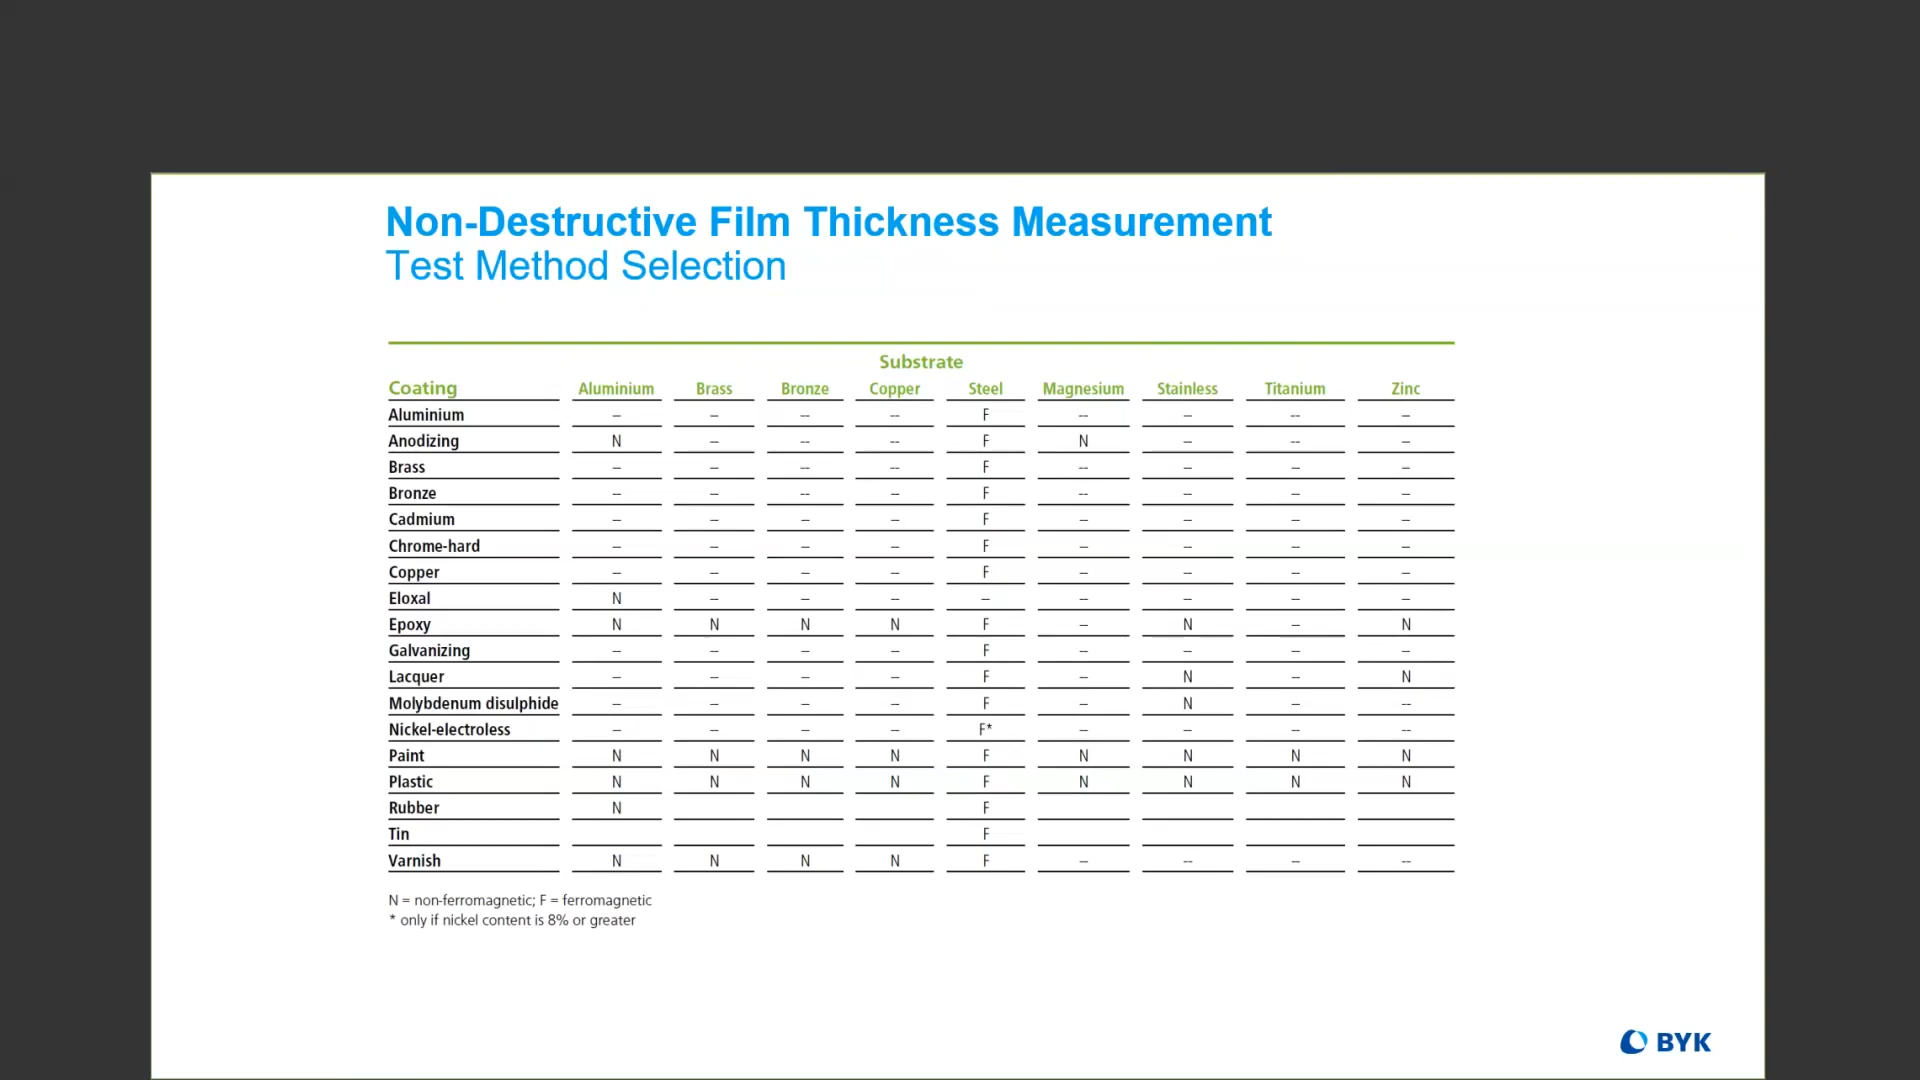 Non-Destructive Film Thickness Measurement
Test Method Selection
Substrate
Coating Aluminium Brass Bronze Copper Steel Magnesium Stainless Titanium Zinc
Aluminium – – -- -- F -- – -- –
Anodizing N – -- -- F N – -- –
Brass – – -- -- F -- – – –
Bronze – – -- – F -- – – –
Cadmium – – – – F – – – –
Chrome-hard – – – – F – – – –
Copper – – – – F – – – –
Eloxal N – – – – – – – –
Epoxy N N N N F – N – N
Galvanizing – – – – F – – – –
Lacquer – – – – F – N – N
Molybdenum disulphide – – – – F – N – --
Nickel-electroless – – – – F* – – – --
Paint N N N N F N N N N
Plastic N N N N F N N N N
Rubber N F
Tin F
Varnish N N N N F – -- – --
N = non-ferromagnetic; F = ferromagnetic
* only if nickel content is 8% or greater
BYK